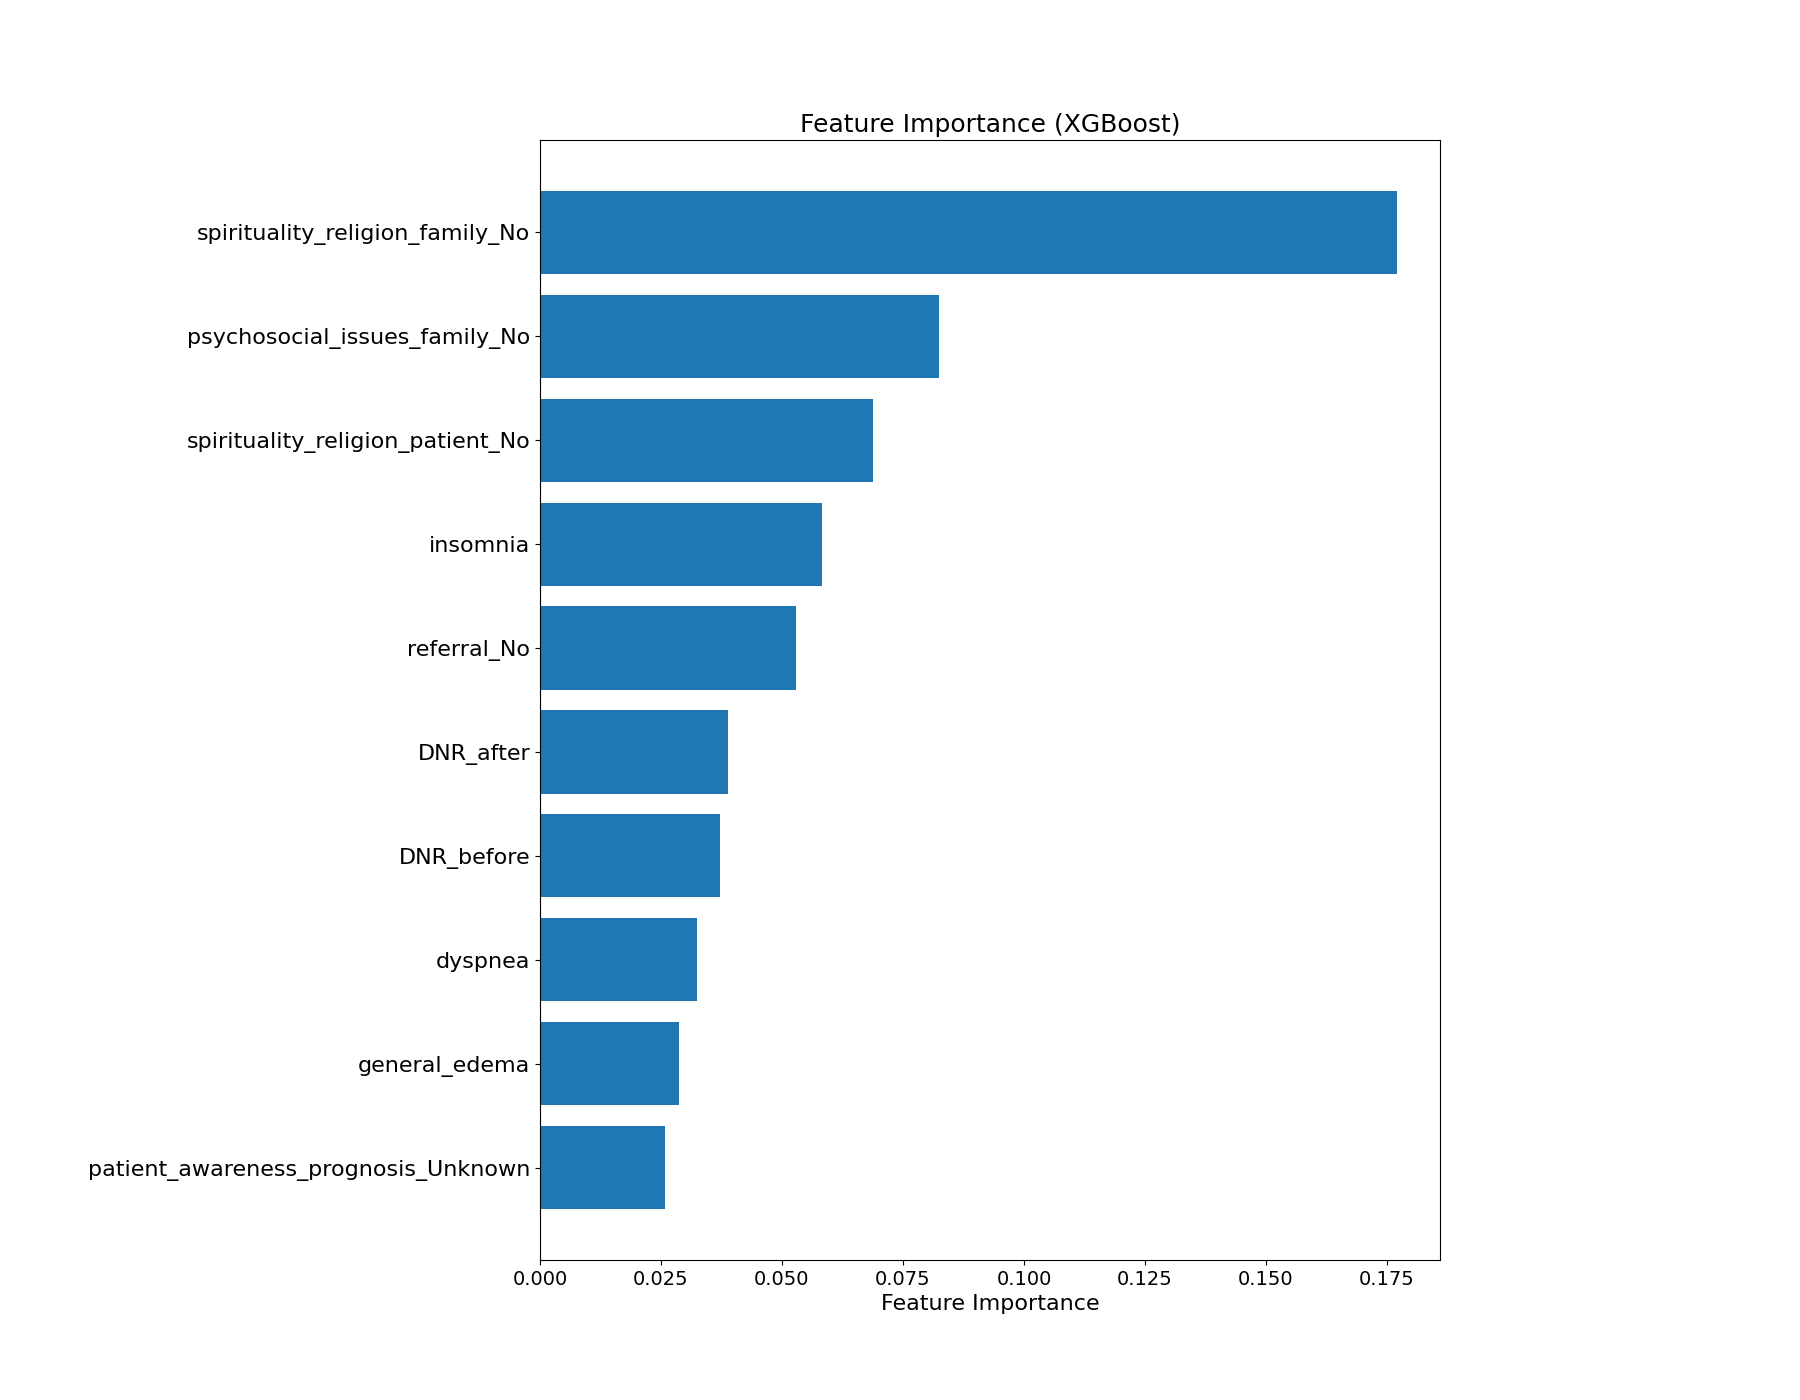 Feature Importance (XGBoost)
spirituality_religion_family_No
psychosocial_issues_family_No
spirituality_religion_patient_No
insomnia
referral_No
DNR_after
DNR_before
dyspnea
general_edema
patient_awareness_prognosis_Unknown
0.000 0.025 0.050 0.075 0.100 0.125 0.150 0.175
Feature Importance